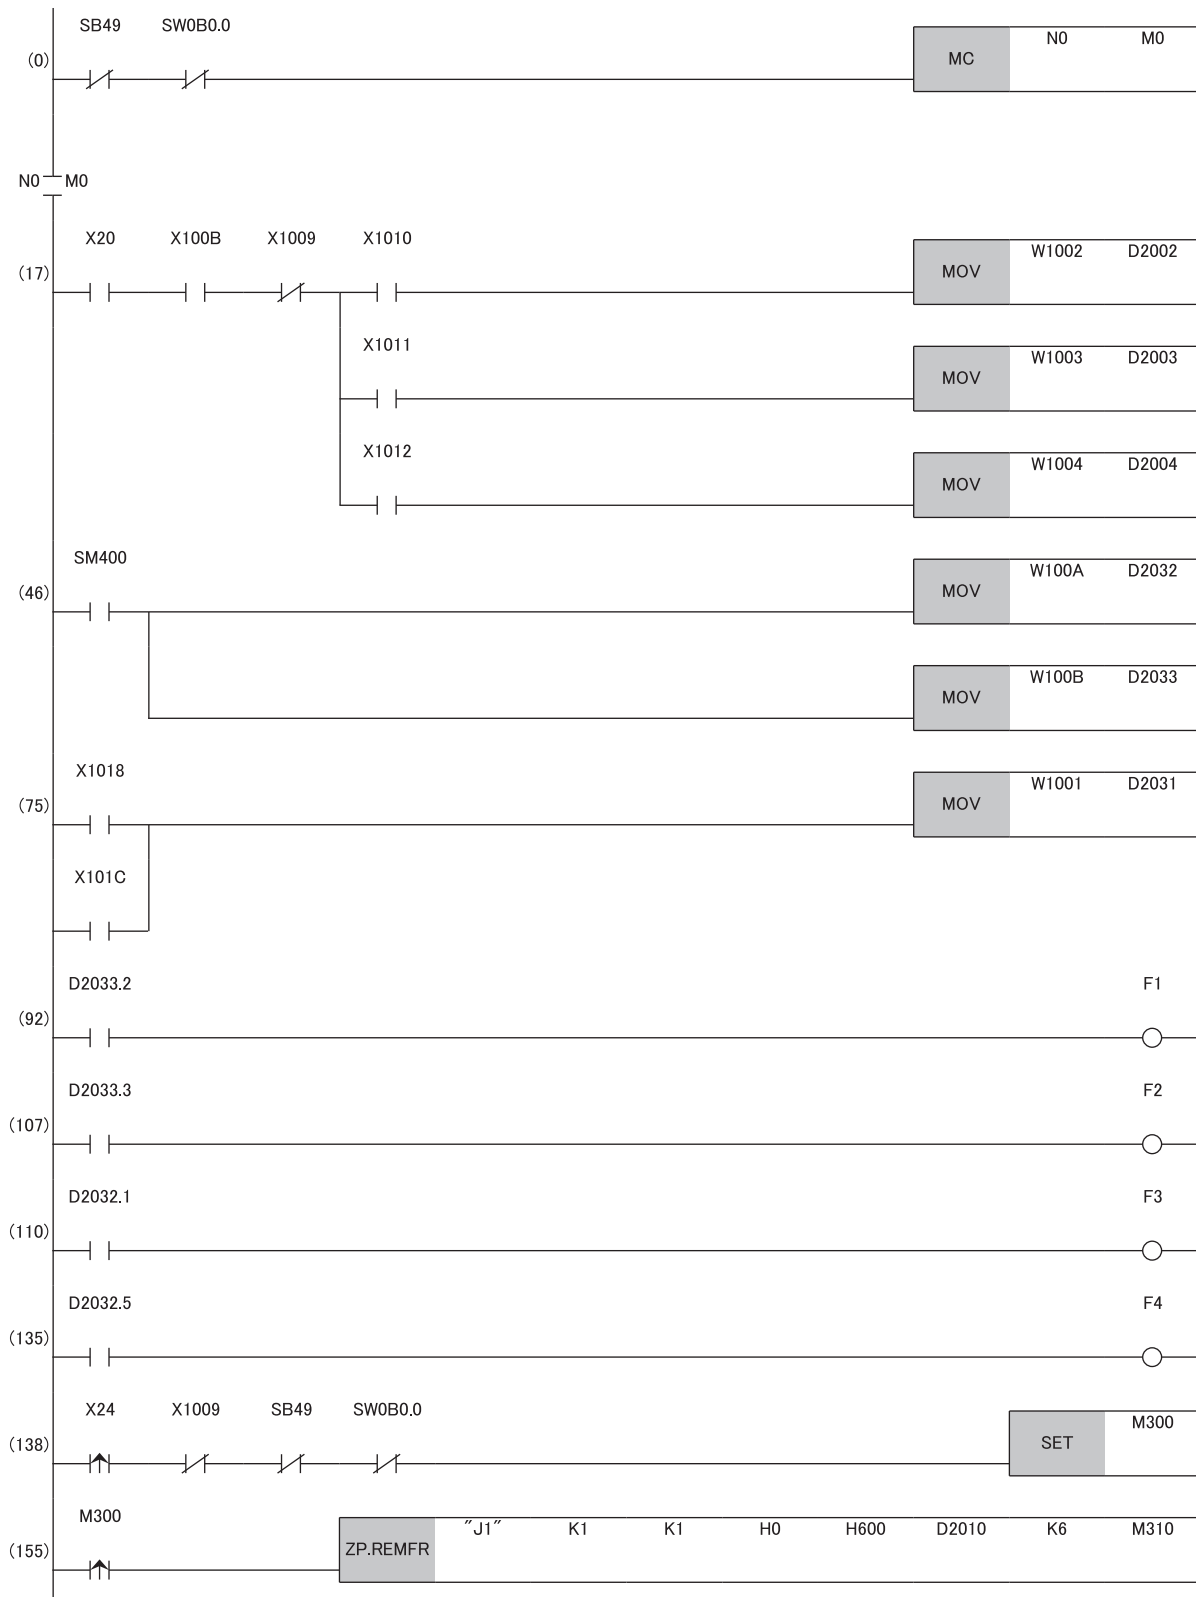 SB49 SW0B0.0
(0) MC N0 M0
N0 M0
X20 X100B X1009 X1010
(17) MOV W1002 D2002
X1011
MOV W1003 D2003
X1012
MOV W1004 D2004
SM400
(46) MOV W100A D2032
MOV W100B D2033
X1018
(75) MOV W1001 D2031
X101C
D2033.2 F1
(92)
D2033.3 F2
(107)
D2032.1 F3
(110)
D2032.5 F4
(135)
X24 X1009 SB49 SW0B0.0
(138) SET M300
M300
(155) ZP.REMFR "J1" K1 K1 H0 H600 D2010 K6 M310